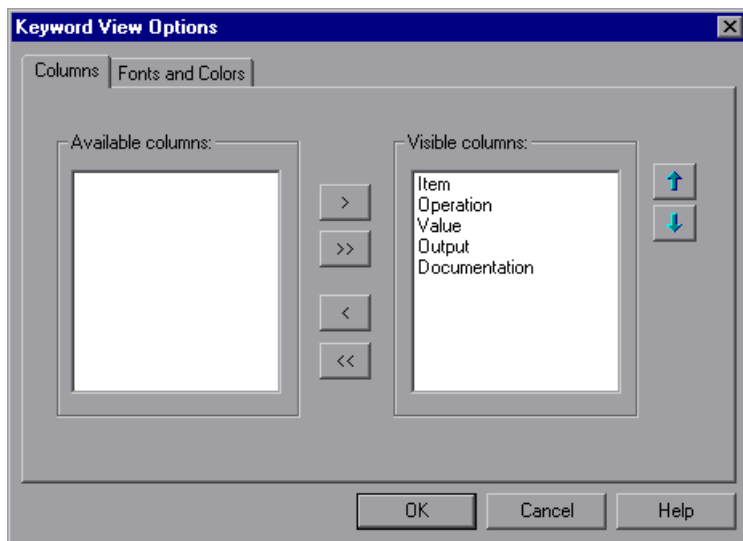 Keyword View Options
Columns
Fonts and Colors
Available columns:
Visible columns:
Item
Operation
Value
Output
Documentation
>
>>
<
<<
OK
Cancel
Help